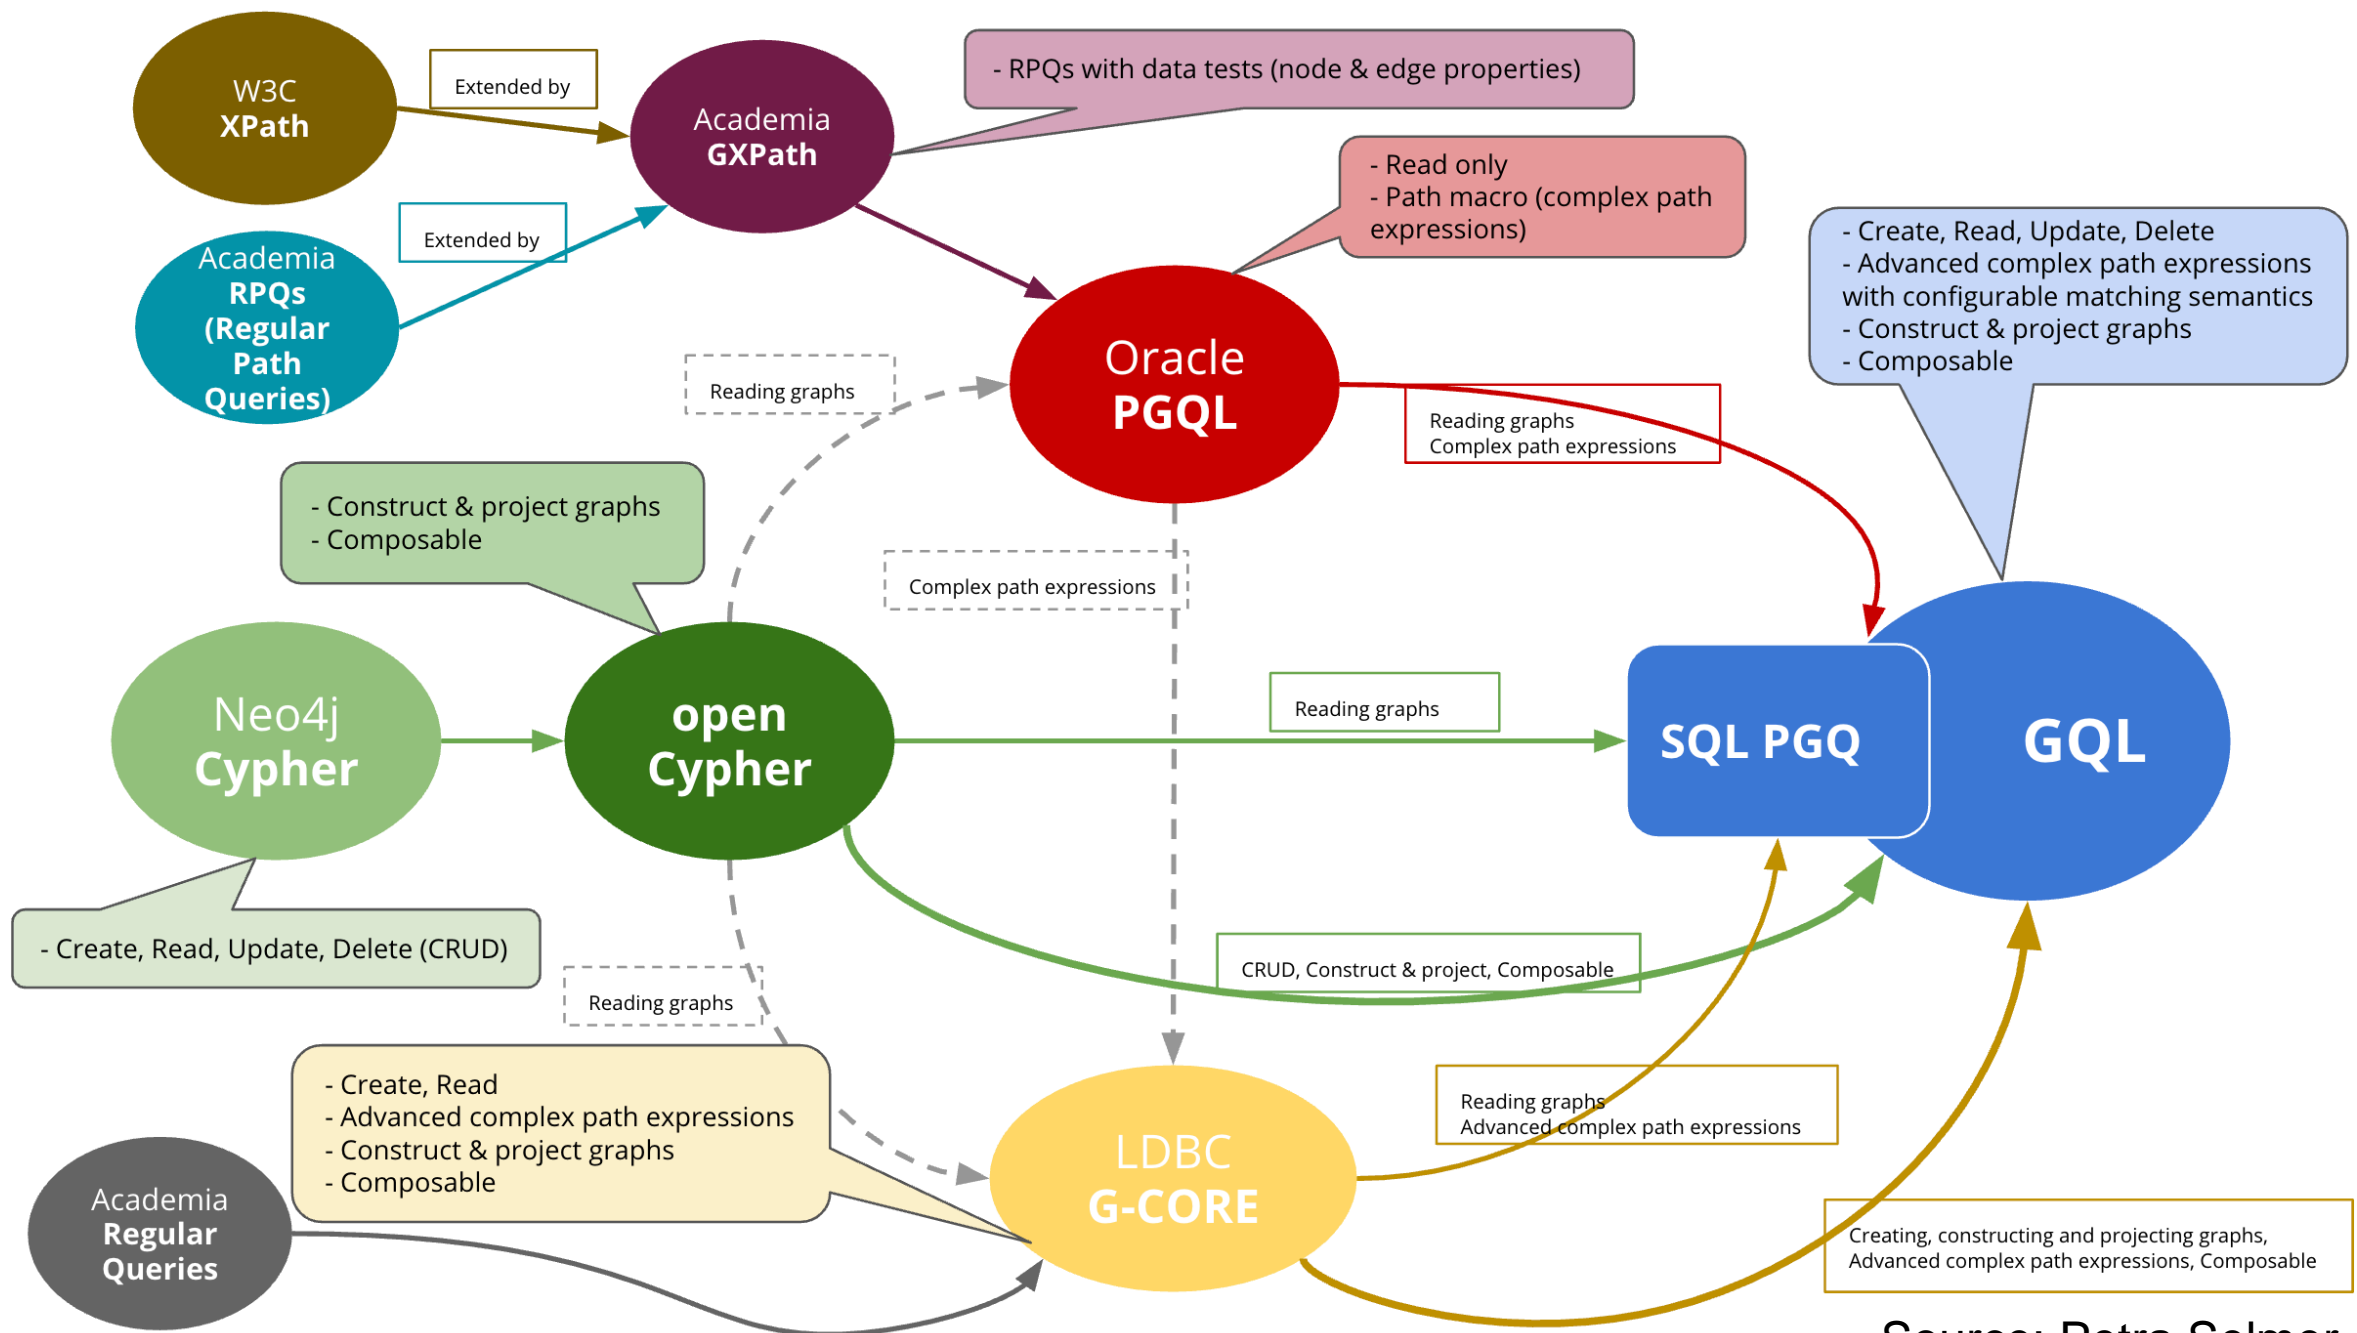 W3C
XPath
Extended by
Academia
GXPath
- RPQs with data tests (node & edge properties)
- Read only
- Path macro (complex path
expressions)
Extended by
Academia
RPQs
(Regular
Path
Queries)
- Create, Read, Update, Delete
- Advanced complex path expressions
with configurable matching semantics
- Construct & project graphs
- Composable
Reading graphs
Oracle
PGQL
Reading graphs
Complex path expressions
- Construct & project graphs
- Composable
Complex path expressions
Neo4j
Cypher
open
Cypher
Reading graphs
SQL PGQ
GQL
- Create, Read, Update, Delete (CRUD)
CRUD, Construct & project, Composable
Reading graphs
- Create, Read
- Advanced complex path expressions
- Construct & project graphs
- Composable
Reading graphs
Advanced complex path expressions
LDBC
G-CORE
Academia
Regular
Queries
Creating, constructing and projecting graphs,
Advanced complex path expressions, Composable
Source: Petra Selmer